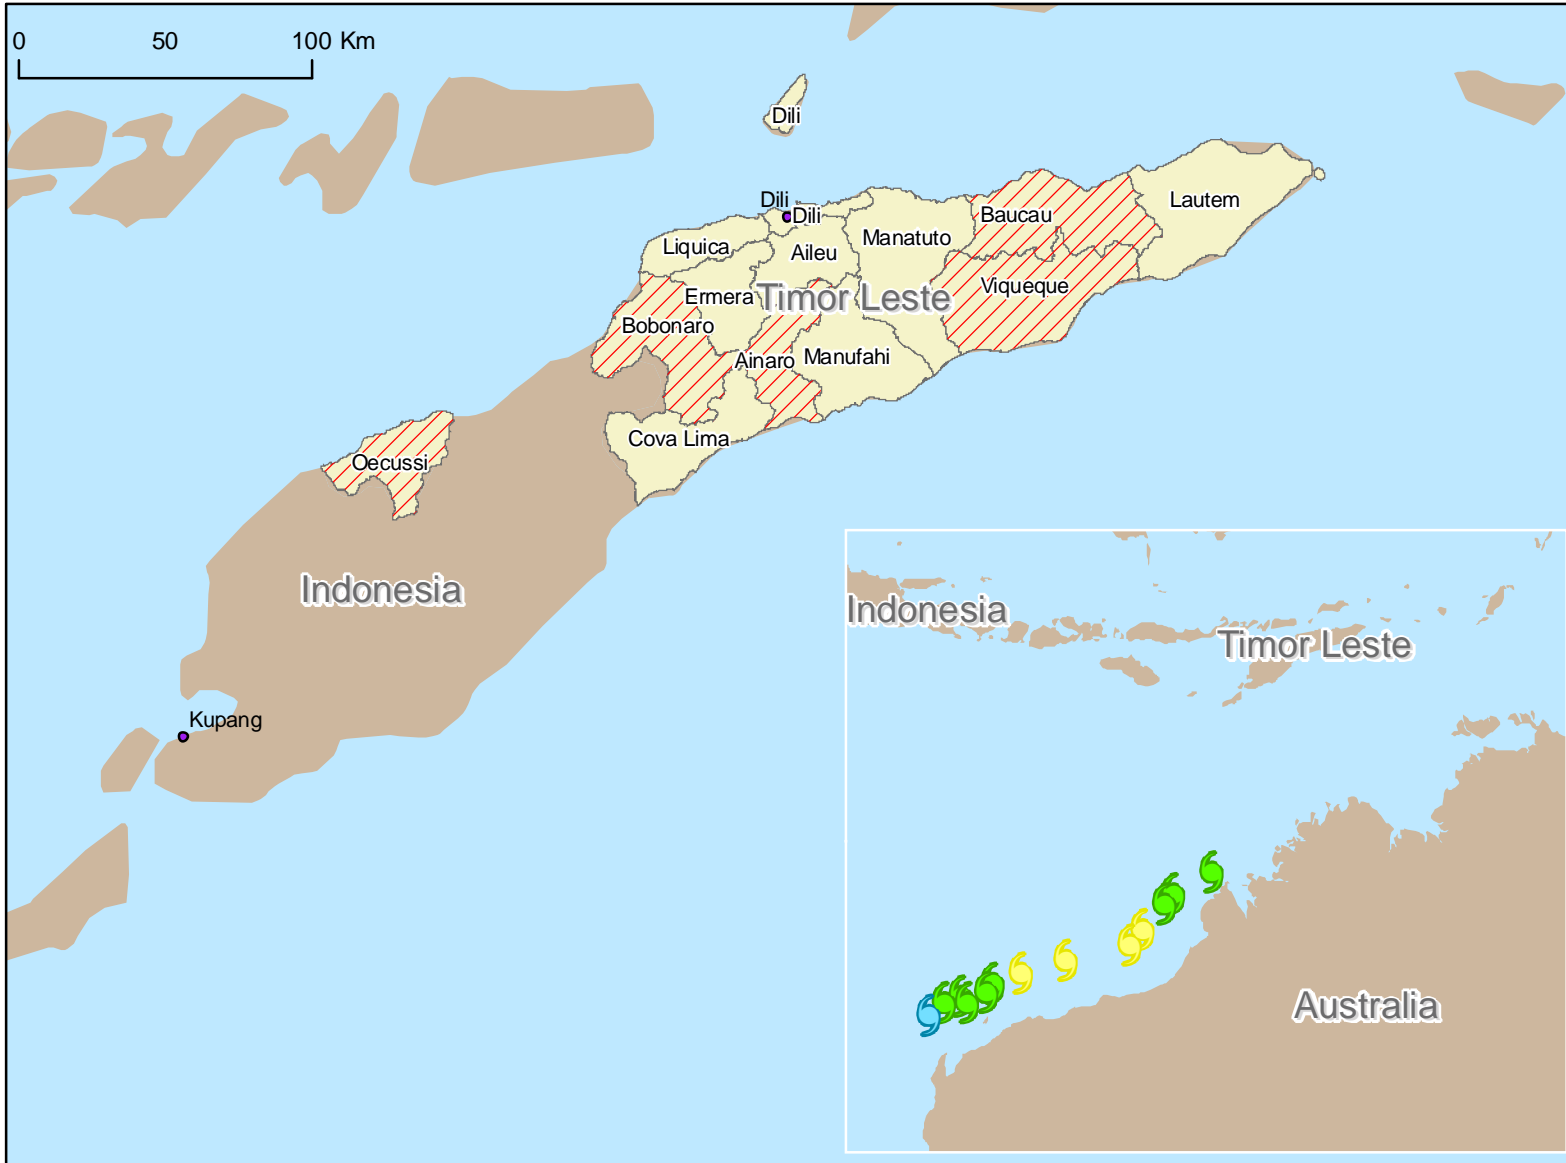 0 50 100 Km
Dili
Dili
Dili
Liquica
Aileu
Manatuto
Baucau
Lautem
Ermera
Timor Leste
Viqueque
Bobonaro
Ainaro
Manufahi
Cova Lima
Oecussi
Indonesia
Kupang
Indonesia
Timor Leste
Australia